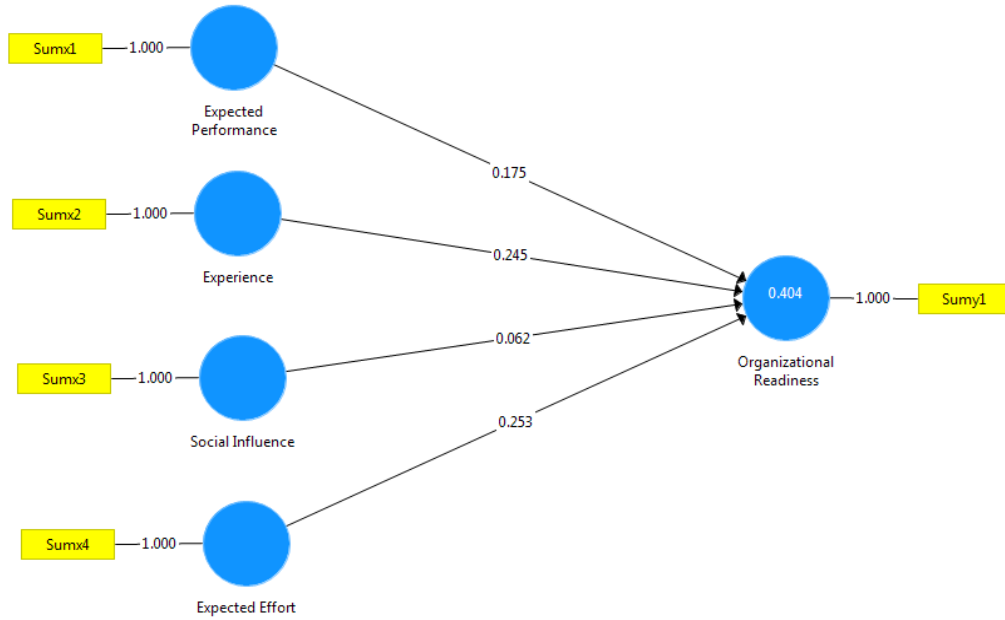 Sumx1
1.000
Expected
Performance
0.175
Sumx2
1.000
Experience
0.245
0.404
1.000
Sumy1
Organizational
Readiness
Sumx3
1.000
Social Influence
0.062
0.253
Sumx4
1.000
Expected Effort